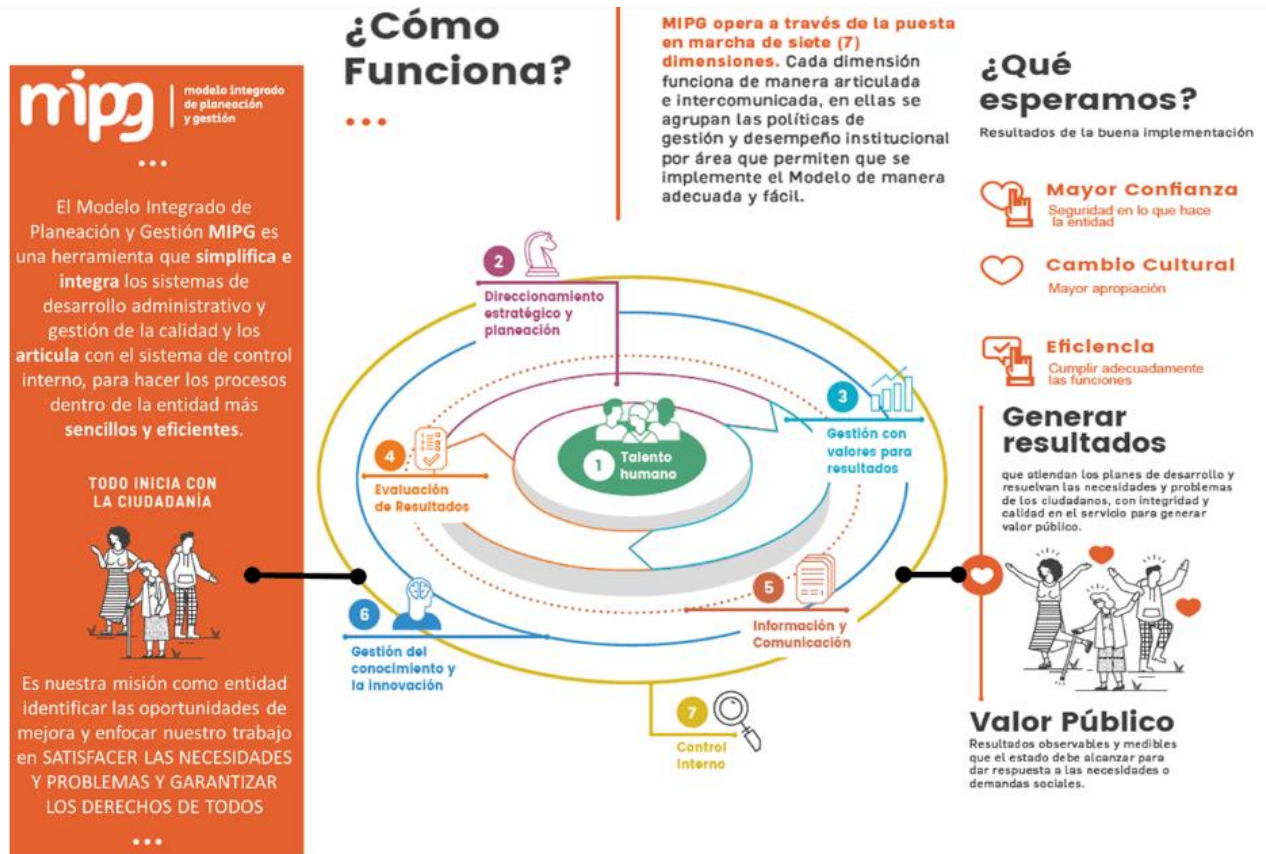 mipg
modelo integrado
de planeación
y gestión
El Modelo Integrado de
Planeación y Gestión MIPG es
una herramienta que simplifica e
integra los sistemas de
desarrollo administrativo y
gestión de la calidad y los
articula con el sistema de control
interno, para hacer los procesos
dentro de la entidad más
sencillos y eficientes.
TODO INICIA CON
LA CIUDADANÍA
Es nuestra misión como entidad
identificar las oportunidades de
mejora y enfocar nuestro trabajo
en SATISFACER LAS NECESIDADES
Y PROBLEMAS Y GARANTIZAR
LOS DERECHOS DE TODOS
¿Cómo
Funciona?
MIPG opera a través de la puesta
en marcha de siete (7)
dimensiones. Cada dimensión
funciona de manera articulada
e intercomunicada, en ellas se
agrupan las políticas de
gestión y desempeño institucional
por área que permiten que se
implemente el Modelo de manera
adecuada y fácil.
2
Direccionamiento
estratégico y
planeación
3
Gestión con
valores para
resultados
1 Talento
humano
4
Evaluación
de Resultados
5
Información y
Comunicación
6
Gestión del
conocimiento y
la innovación
7
Control
Interno
¿Qué
esperamos?
Resultados de la buena implementación
Mayor Confianza
Seguridad en lo que hace
la entidad
Cambio Cultural
Mayor apropiación
Eficiencia
Cumplir adecuadamente
las funciones
Generar
resultados
que atiendan los planes de desarrollo y
resuelvan las necesidades y problemas
de los ciudadanos, con integridad y
calidad en el servicio para generar
valor público.
Valor Público
Resultados observables y medibles
que el estado debe alcanzar para
dar respuesta a las necesidades o
demandas sociales.